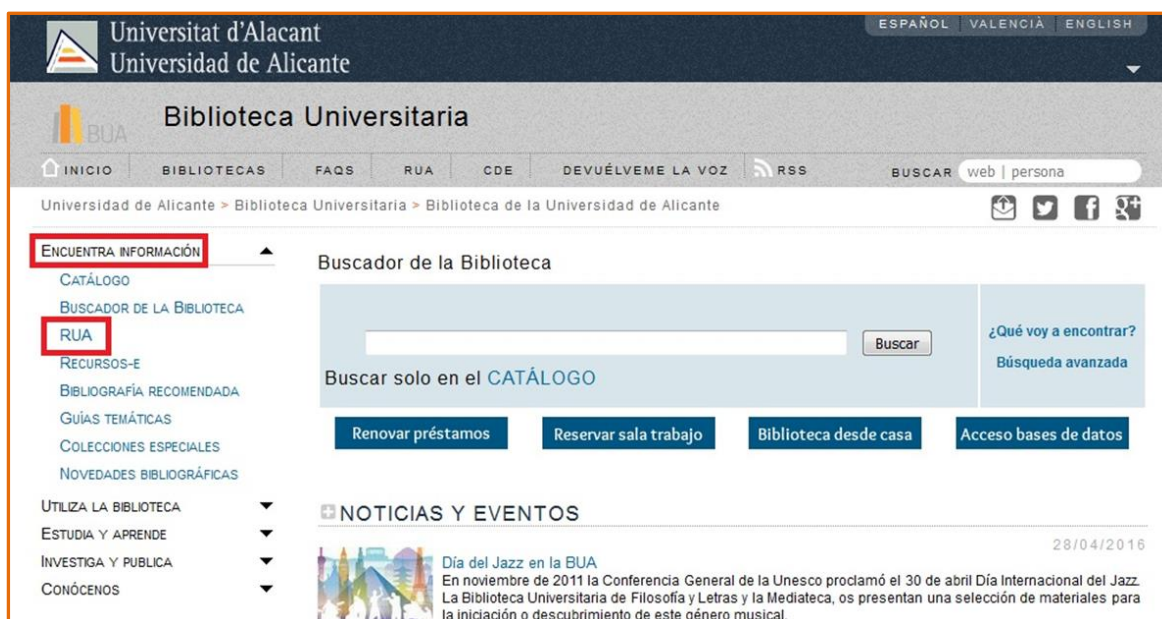 Universitat d'Alacant
Universidad de Alicante
ESPAÑOL VALENCIÀ ENGLISH
BUA
Biblioteca Universitaria
INICIO BIBLIOTECAS FAQS RUA CDE DEVUÉLVEME LA VOZ RSS BUSCAR web | persona
Universidad de Alicante > Biblioteca Universitaria > Biblioteca de la Universidad de Alicante
ENCUENTRA INFORMACIÓN
CATÁLOGO
BUSCADOR DE LA BIBLIOTECA
RUA
RECURSOS-E
BIBLIOGRAFÍA RECOMENDADA
GUÍAS TEMÁTICAS
COLECCIONES ESPECIALES
NOVEDADES BIBLIOGRÁFICAS
UTILIZA LA BIBLIOTECA
ESTUDIA Y APRENDE
INVESTIGA Y PUBLICA
CONÓCENOS
Buscador de la Biblioteca
Buscar
Buscar solo en el CATÁLOGO
¿Qué voy a encontrar?
Búsqueda avanzada
Renovar préstamos Reservar sala trabajo Biblioteca desde casa Acceso bases de datos
NOTICIAS Y EVENTOS
28/04/2016
Día del Jazz en la BUA
En noviembre de 2011 la Conferencia General de la Unesco proclamó el 30 de abril Día Internacional del Jazz.
La Biblioteca Universitaria de Filosofía y Letras y la Mediateca, os presentan una selección de materiales para
la iniciación o descubrimiento de este género musical.